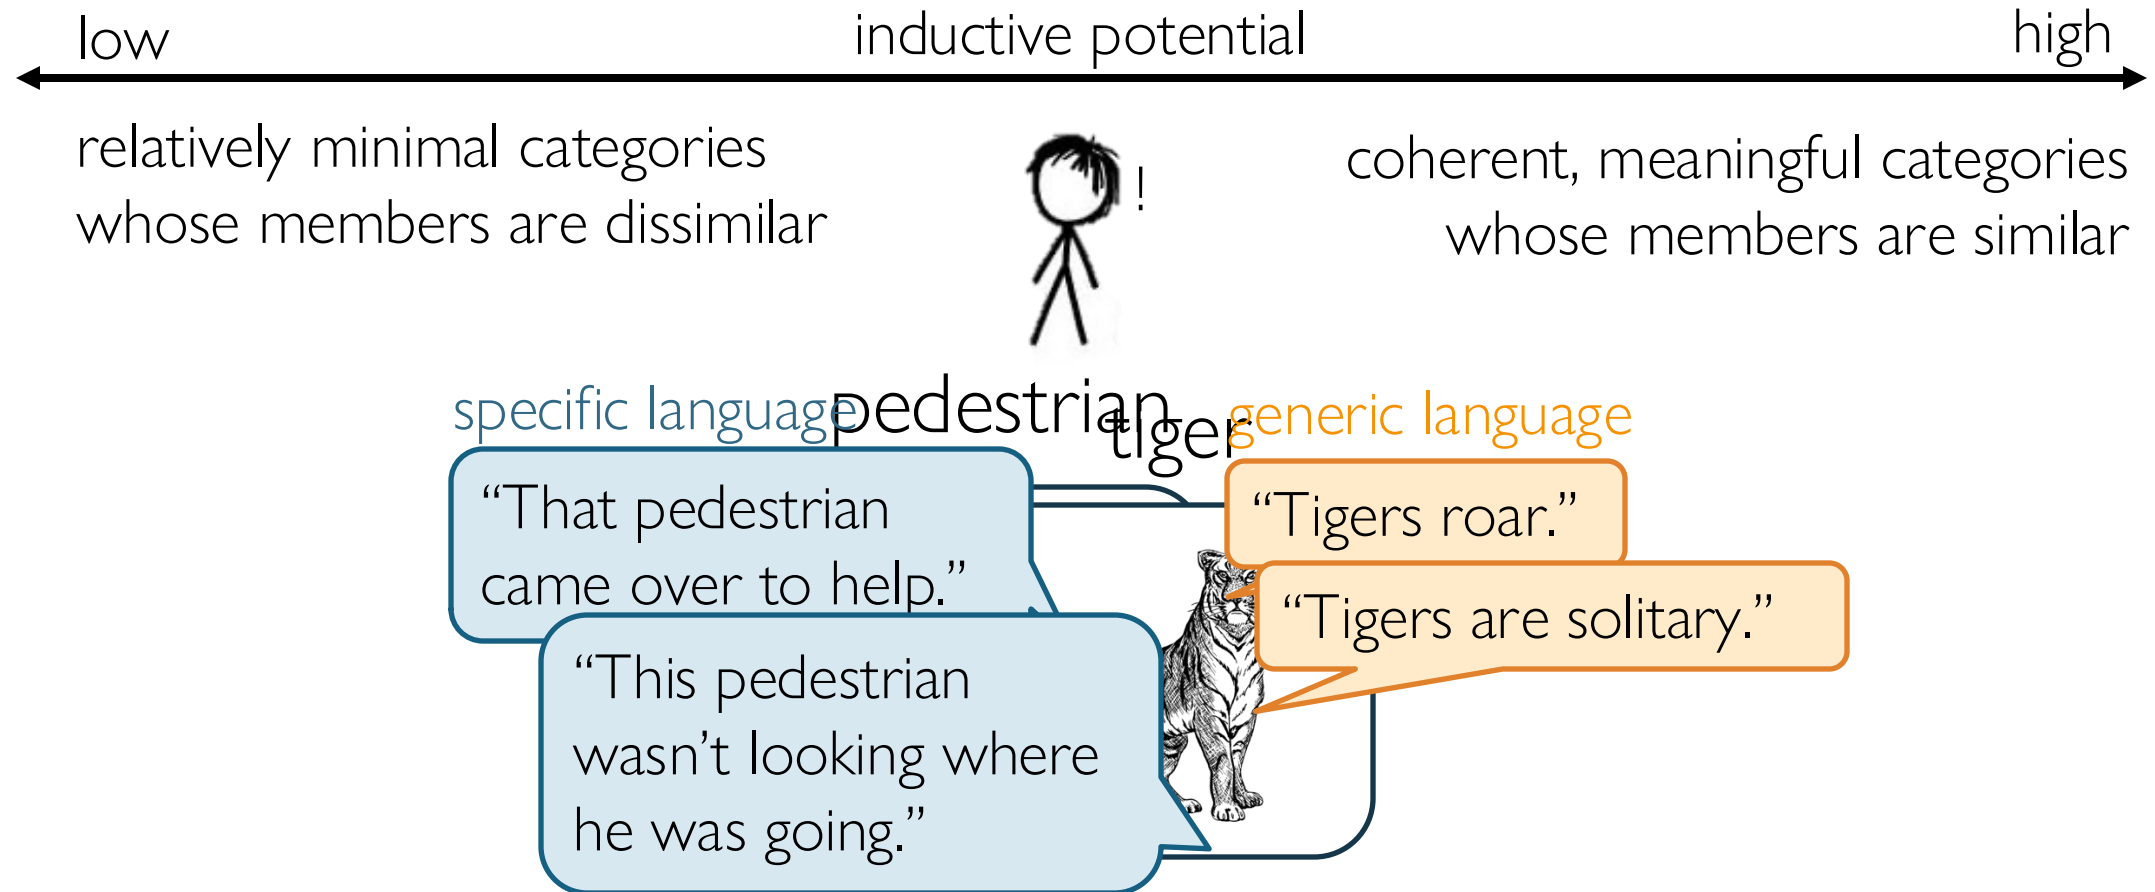 low
inductive potential
high
relatively minimal categories
whose members are dissimilar
!
coherent, meaningful categories
whose members are similar
specific language
pedestrian
tiger
generic language
“That pedestrian
came over to help.”
“This pedestrian
wasn’t looking where
he was going.”
“Tigers roar.”
“Tigers are solitary.”